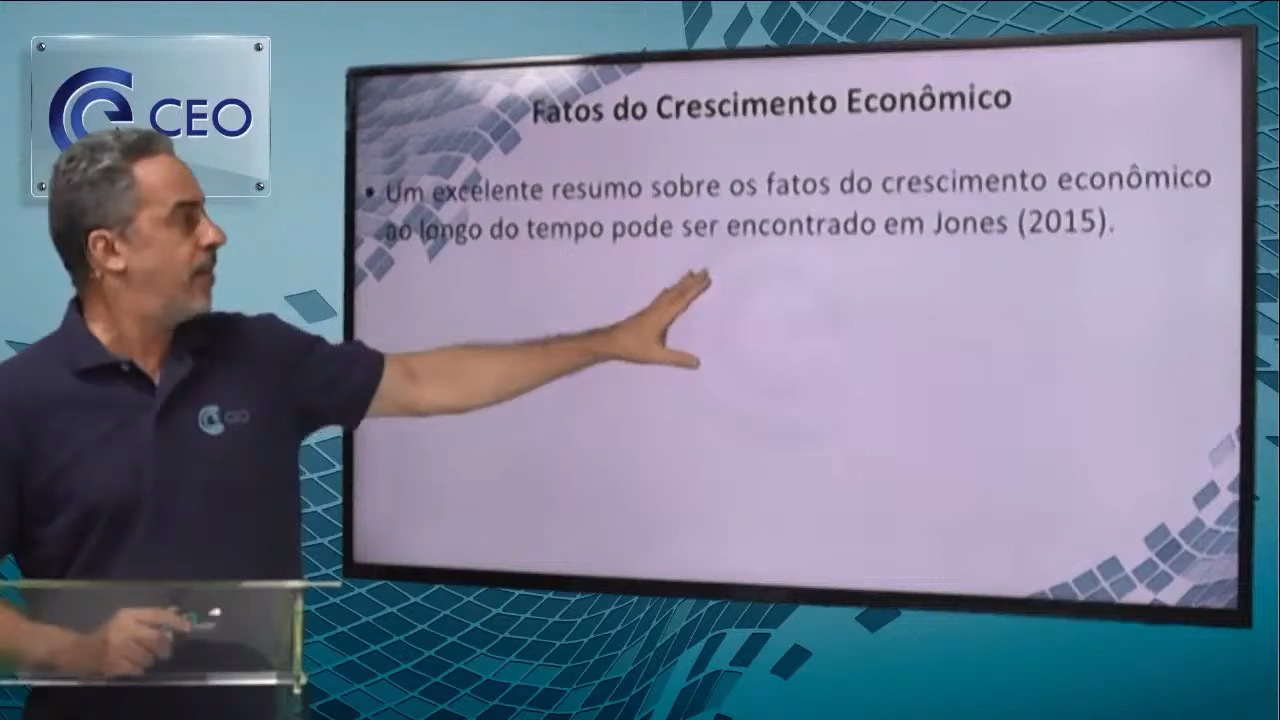 CEO
Fatos do Crescimento Econômico
• Um excelente resumo sobre os fatos do crescimento econômico
ao longo do tempo pode ser encontrado em Jones (2015).
CEO